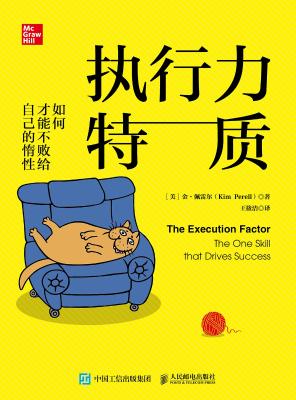 Mc
Graw
Hill
执行力
特质
如何
才能不败给
自己的惰性
[美]金·佩雷尔(Kim Perell)◎著
王薇洁◎译
The Execution Factor
The One Skill
that Drives Success
中国工信出版集团
人民邮电出版社
POSTS & TELECOM PRESS